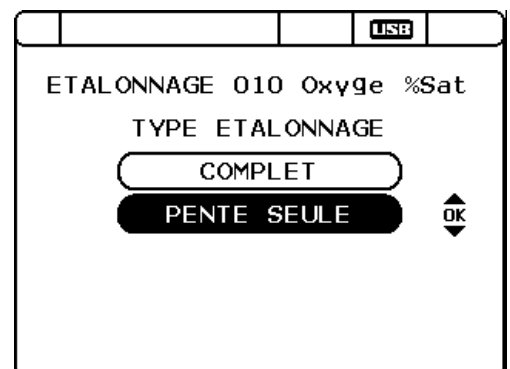 USB
ETALONNAGE 010 Oxyge %Sat
TYPE ETALONNAGE
COMPLET
PENTE SEULE
OK